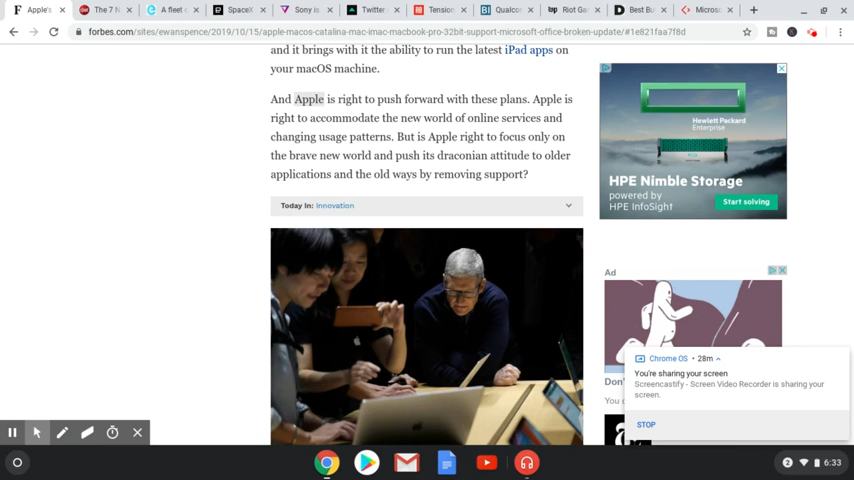 Apple's
The 7 N
A fleet o
SpaceX
Sony is
Twitter
Tension
Qualcom
Riot Gar
Best Bu
Microso
forbes.com/sites/ewanspence/2019/10/15/apple-macos-catalina-mac-imac-macbook-pro-32bit-support-microsoft-office-broken-update/#1e821faa7f8d
and it brings with it the ability to run the latest iPad apps on
your macOS machine.
And Apple is right to push forward with these plans. Apple is
right to accommodate the new world of online services and
changing usage patterns. But is Apple right to focus only on
the brave new world and push its draconian attitude to older
applications and the old ways by removing support?
Today In: Innovation
Hewlett Packard
Enterprise
HPE Nimble Storage
powered by
HPE InfoSight
Start solving
Ad
Don'
You c
Chrome OS • 28m
You're sharing your screen
Screencastify - Screen Video Recorder is sharing your
screen.
STOP
2
6:33